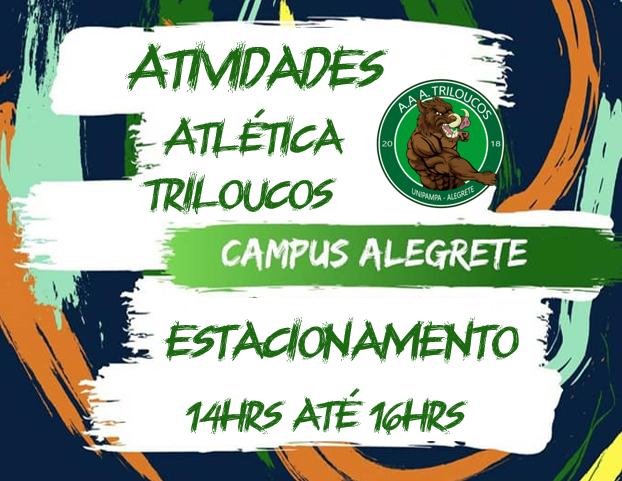 ATIVIDADES
ATLÉTICA
TRILOUCOS
A.A.A. TRILOUCOS
20 18
UNIPAMPA - ALEGRETE
CAMPUS ALEGRETE
ESTACIONAMENTO
14HRS ATÉ 16HRS